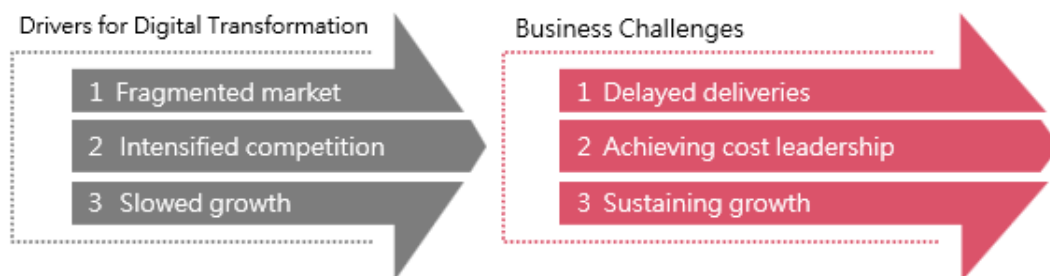 Drivers for Digital Transformation
1 Fragmented market
2 Intensified competition
3 Slowed growth
Business Challenges
1 Delayed deliveries
2 Achieving cost leadership
3 Sustaining growth